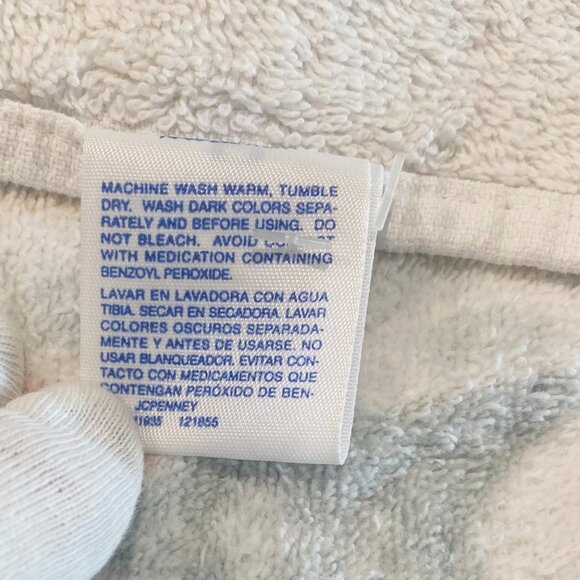 MACHINE WASH WARM, TUMBLE
DRY. WASH DARK COLORS SEPA-
RATELY AND BEFORE USING. DO
NOT BLEACH. AVOID
WITH MEDICATION CONTAINING
BENZOYL PEROXIDE.
LAVAR EN LAVADORA CON AGUA
TIBIA. SECAR EN SECADORA. LAVAR
COLORES OSCUROS SEPARADA-
MENTE Y ANTES DE USARSE. NO
USAR BLANQUEADOR. EVITAR CON-
TACTO CON MEDICAMENTOS QUE
CONTENGAN PERÓXIDO DE BEN-
JCPENNEY
121855